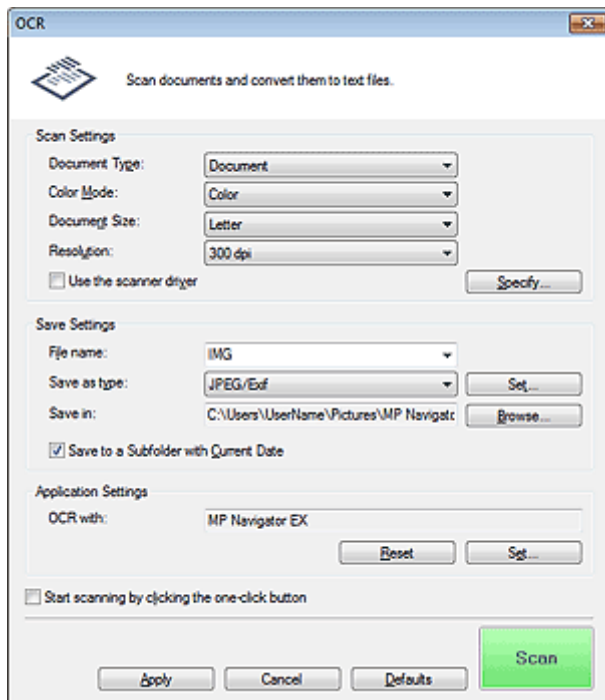 OCR
Scan documents and convert them to text files.
Scan Settings
Document Type: Document
Color Mode: Color
Document Size: Letter
Resolution: 300 dpi
Use the scanner driver Specify...
Save Settings
File name: IMG
Save as type: JPEG/Exif Set...
Save in: C:\Users\UserName\Pictures\MP Navigatc Browse...
Save to a Subfolder with Current Date
Application Settings
OCR with: MP Navigator EX
Reset Set...
Start scanning by clicking the one-click button
Scan
Apply Cancel Defaults